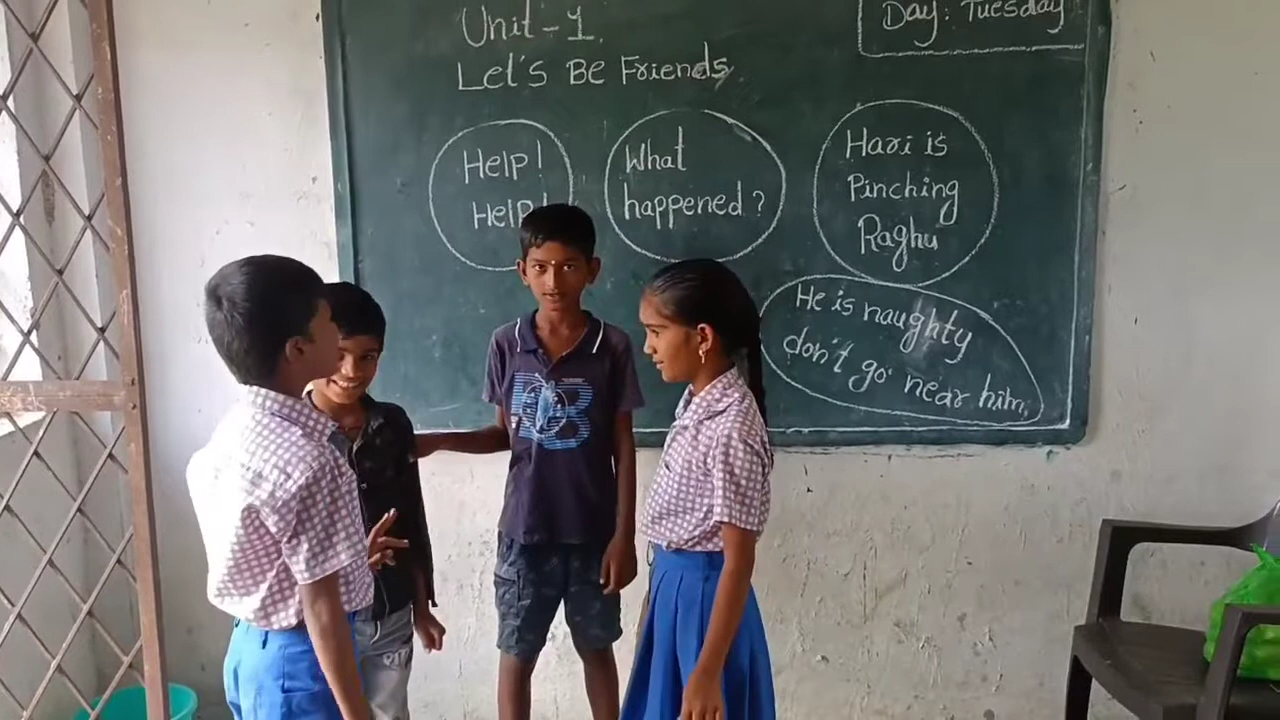 Unit-1.
Day: Tuesday
Let's Be Friends
Help!
Help!
What
happened?
Hari is
Pinching
Raghu
He is naughty
don't go near him.